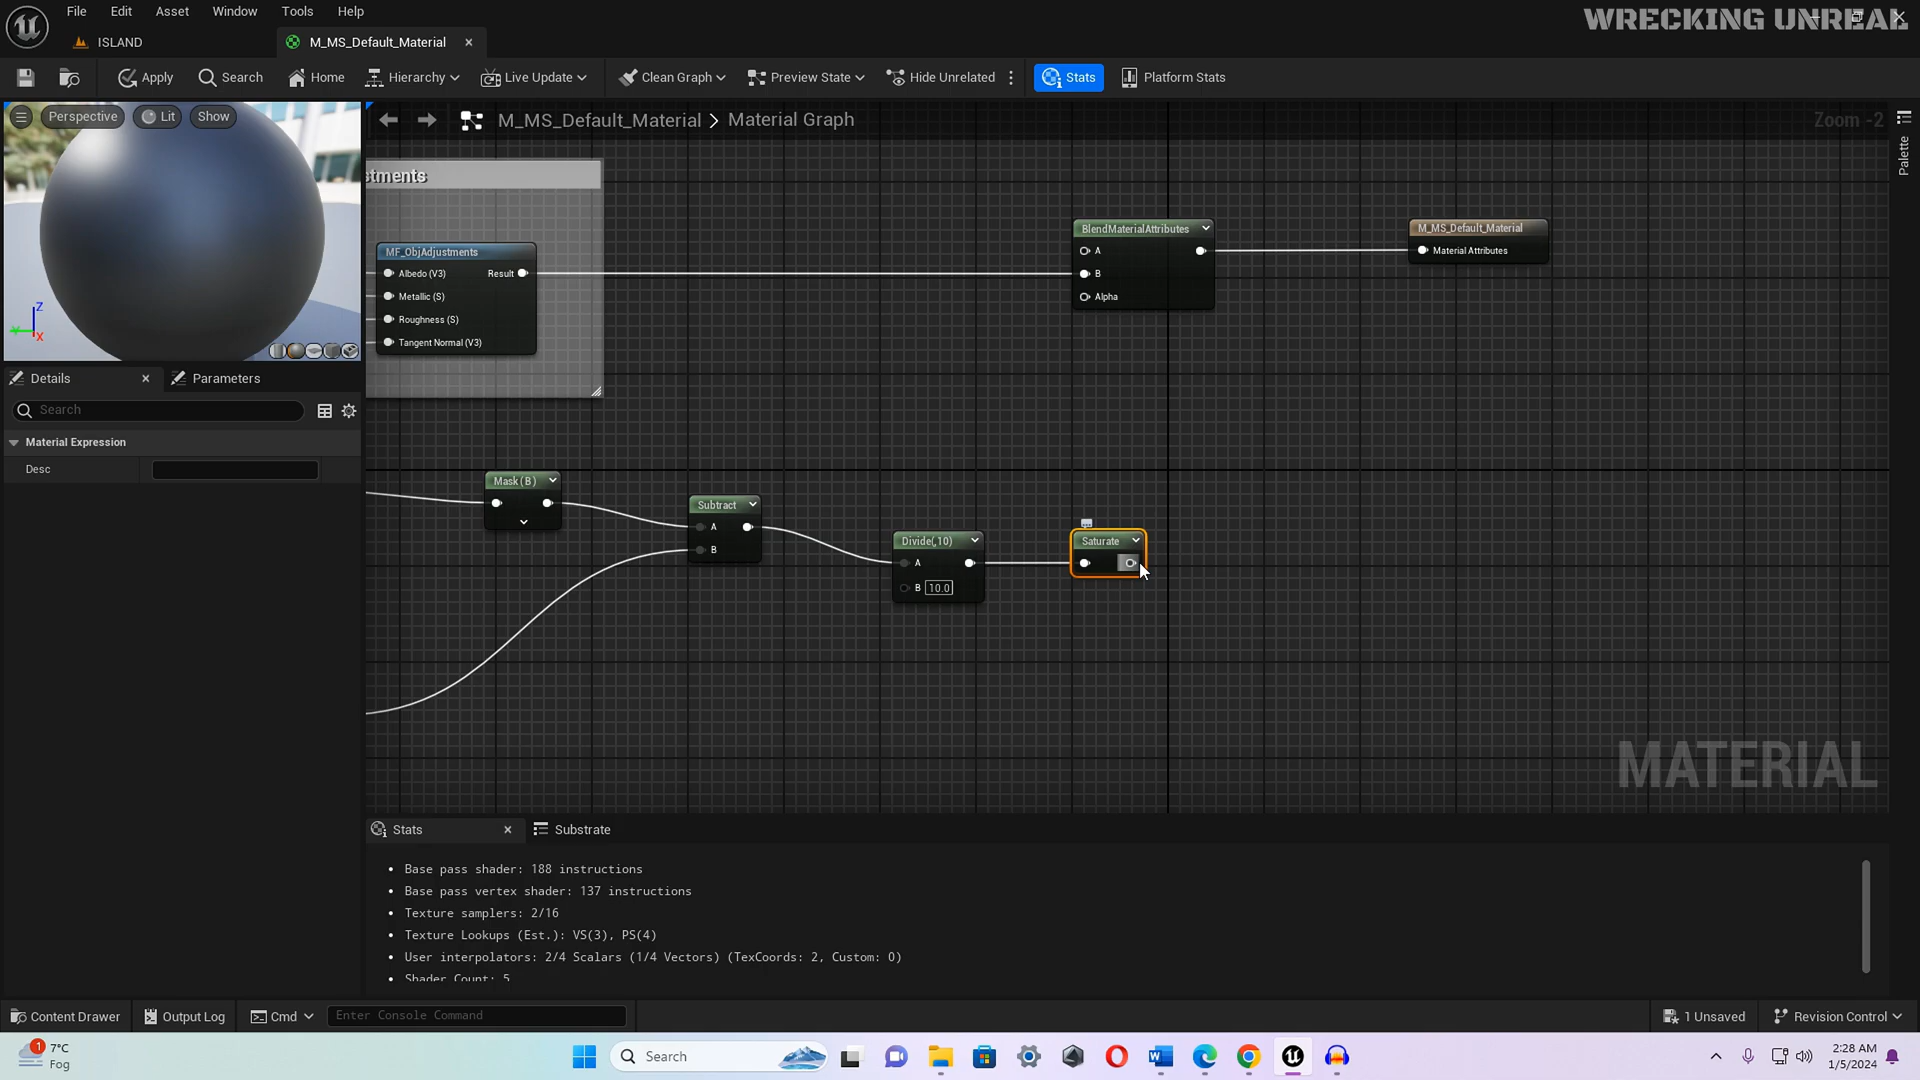 File Edit Asset Window Tools Help
WRECKING UNREAL
ISLAND
M_MS_Default_Material
Apply Search Home Hierarchy Live Update Clean Graph Preview State Hide Unrelated Stats Platform Stats
Perspective Lit Show
M_MS_Default_Material > Material Graph
Zoom -2
Palette
stments
BlendMaterialAttributes
A
B
Alpha
M_MS_Default_Material
Material Attributes
MF_ObjAdjustments
Albedo (V3) Result
Metallic (S)
Roughness (S)
Tangent Normal (V3)
Z
Y
X
Details
Parameters
Search
Material Expression
Desc
Mask ( B )
Subtract
A
B
Divide(,10)
A
B 10.0
Saturate
MATERIAL
Stats
Substrate
Base pass shader: 188 instructions
Base pass vertex shader: 137 instructions
Texture samplers: 2/16
Texture Lookups (Est.): VS(3), PS(4)
User interpolators: 2/4 Scalars (1/4 Vectors) (TexCoords: 2, Custom: 0)
Shader Count: 5
Content Drawer Output Log Cmd Enter Console Command 1 Unsaved Revision Control
1
7°C
Fog
Search
2:28 AM
1/5/2024